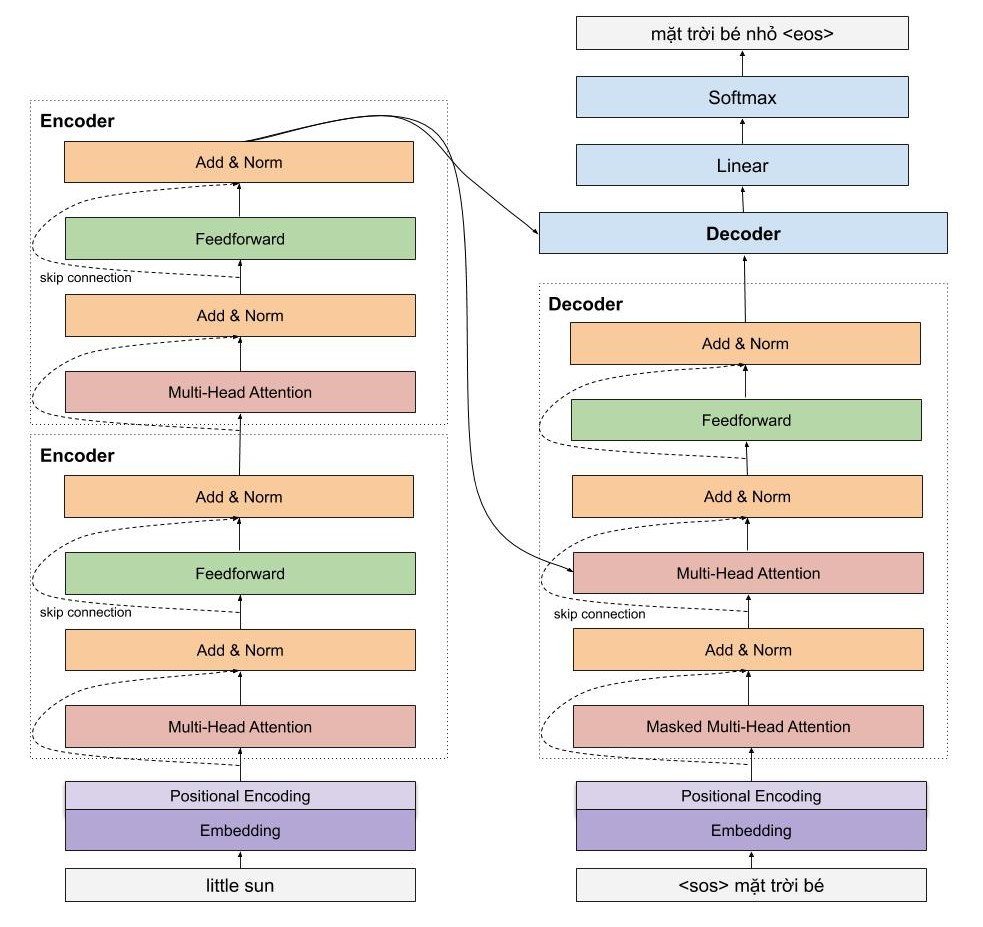 Encoder
Add & Norm
Feedforward
skip connection
Add & Norm
Multi-Head Attention
Encoder
Add & Norm
Feedforward
skip connection
Add & Norm
Multi-Head Attention
Positional Encoding
Embedding
little sun
mặt trời bé nhỏ <eos>
Softmax
Linear
Decoder
Decoder
Add & Norm
Feedforward
Add & Norm
Multi-Head Attention
skip connection
Add & Norm
Masked Multi-Head Attention
Positional Encoding
Embedding
<sos> mặt trời bé